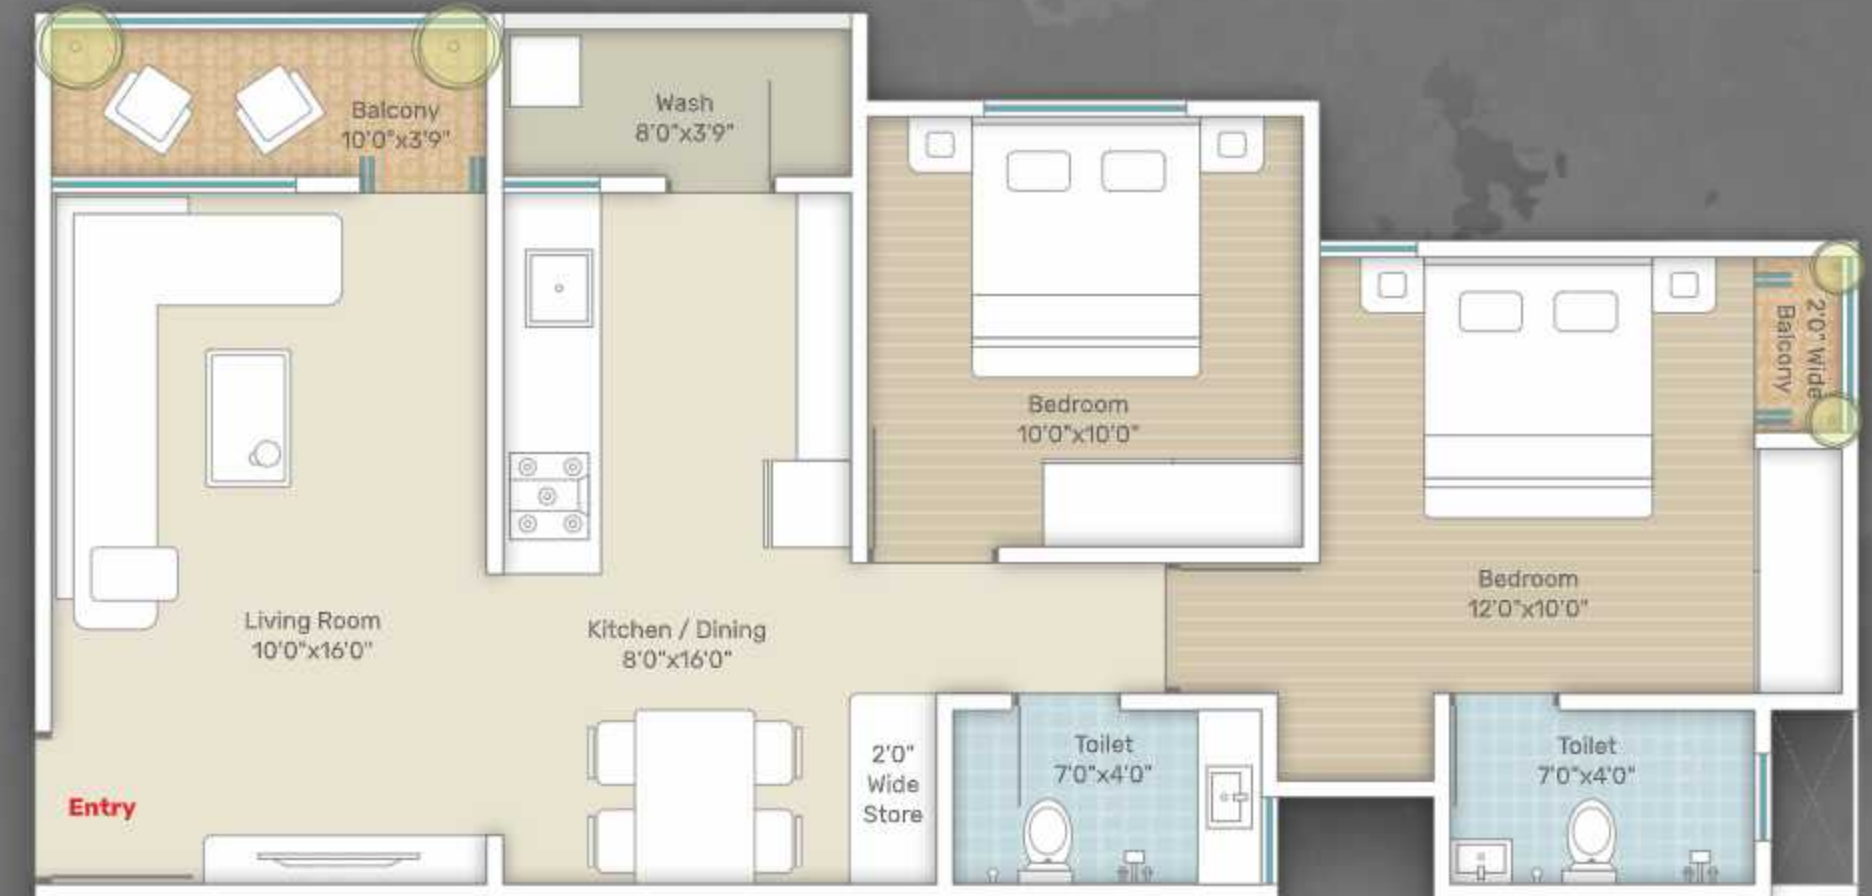 Balcony
10'0"x3'9"
Wash
8'0"x3'9"
2'0" Wide
Balcony
Bedroom
10'0"x10'0"
Bedroom
12'0"x10'0"
Living Room
10'0"x16'0"
Kitchen / Dining
8'0"x16'0"
2'0"
Wide
Store
Toilet
7'0"x4'0"
Toilet
7'0"x4'0"
Entry